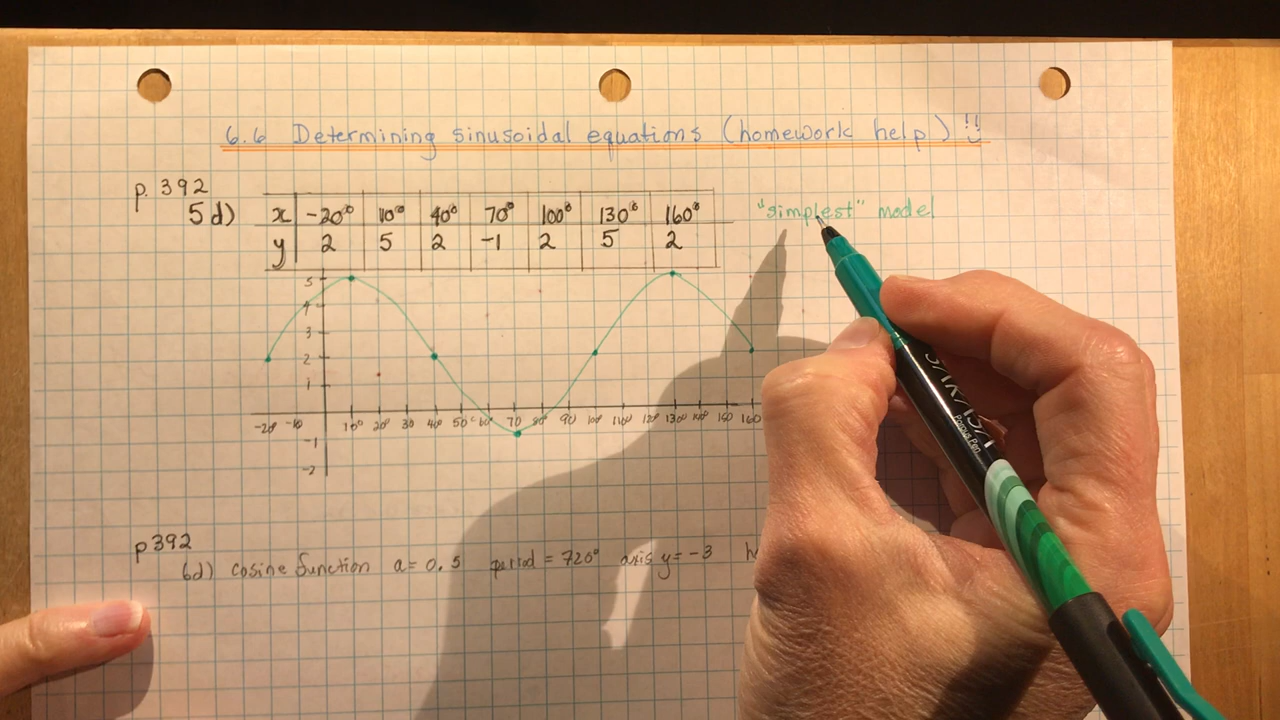 6.6 Determining sinusoidal equations (homework help) !!
p. 392
5d) x -20° 10° 40° 70° 100° 130° 160° "simplest" model
y 2 5 2 -1 2 5 2
5
4
3
2
1
-20 -10 10° 20° 30 40° 50° 60 70 80 90 100 110 120 130 140 150 160
-1
-2
p392
6d) cosine function a = 0.5 period = 720° axis y = -3
Porous Pen